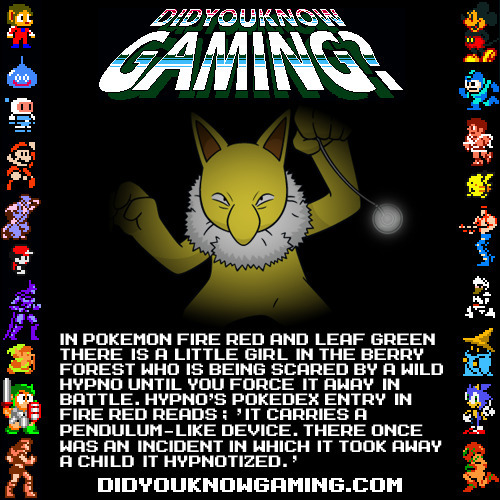 DIDYOUKNOW
GAMING?
IN POKEMON FIRE RED AND LEAF GREEN
THERE IS A LITTLE GIRL IN THE BERRY
FOREST WHO IS BEING SCARED BY A WILD
HYPNO UNTIL YOU FORCE IT AWAY IN
BATTLE. HYPNO'S POKEDEX ENTRY IN
FIRE RED READS; 'IT CARRIES A
PENDULUM-LIKE DEVICE. THERE ONCE
WAS AN INCIDENT IN WHICH IT TOOK AWAY
A CHILD IT HYPNOTIZED.'
DIDYOUKNOWGAMING.COM